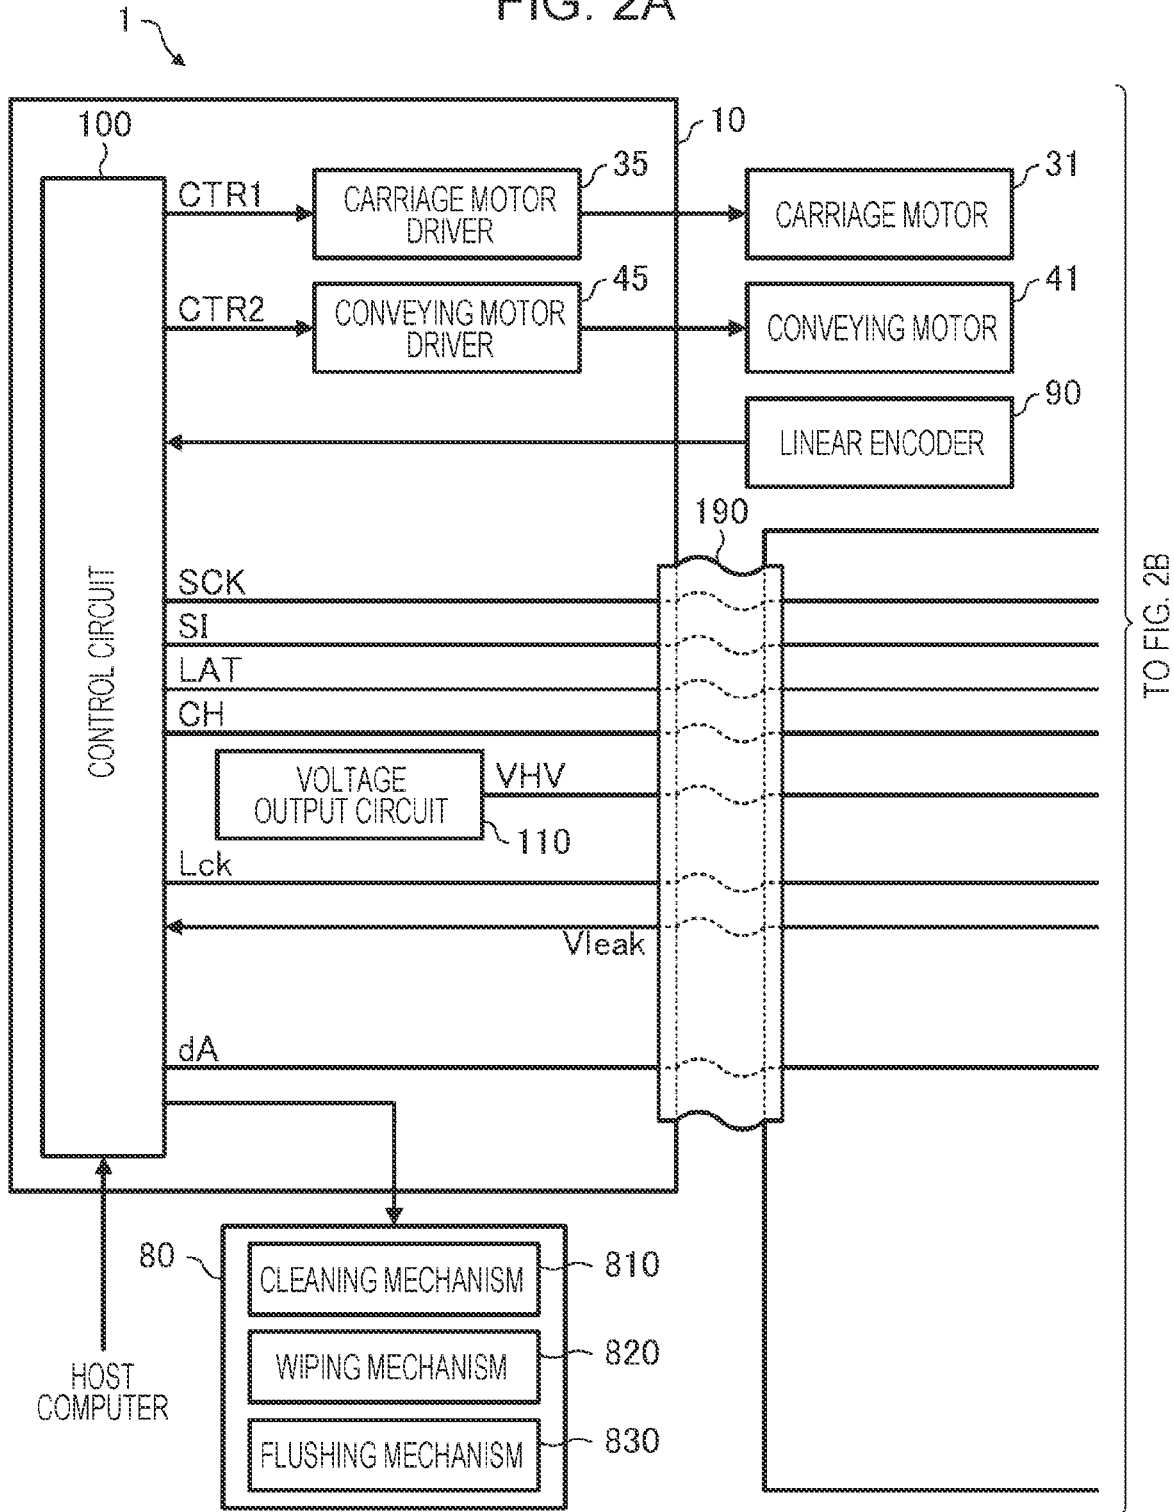 FIG. 2A
1
10
100
35
31
CTR1
CARRIAGE MOTOR
DRIVER
CARRIAGE MOTOR
45
41
CTR2
CONVEYING MOTOR
DRIVER
CONVEYING MOTOR
90
LINEAR ENCODER
190
CONTROL CIRCUIT
SCK
SI
LAT
CH
VOLTAGE
OUTPUT CIRCUIT
VHV
110
Lck
Vleak
dA
TO FIG. 2B
HOST
COMPUTER
80
CLEANING MECHANISM
810
WIPING MECHANISM
820
FLUSHING MECHANISM
830